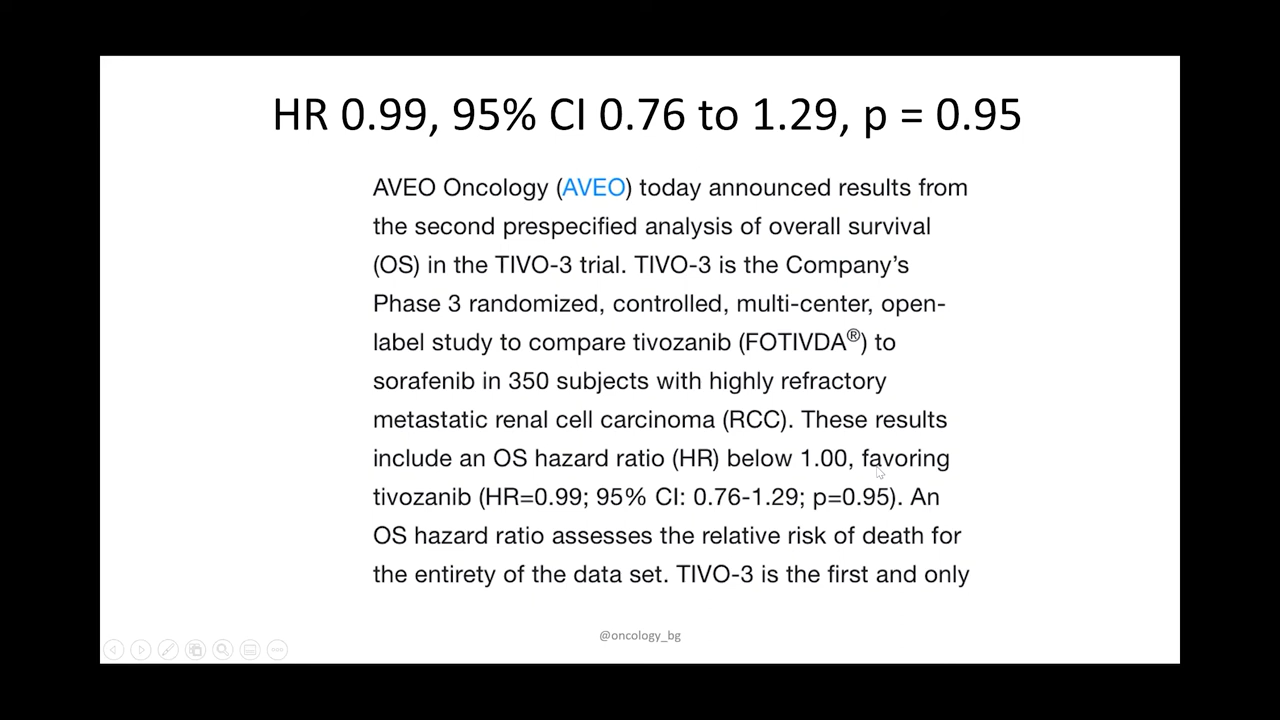 HR 0.99, 95% CI 0.76 to 1.29, p = 0.95
AVEO Oncology (AVEO) today announced results from
the second prespecified analysis of overall survival
(OS) in the TIVO-3 trial. TIVO-3 is the Company’s
Phase 3 randomized, controlled, multi-center, open-
label study to compare tivozanib (FOTIVDA®) to
sorafenib in 350 subjects with highly refractory
metastatic renal cell carcinoma (RCC). These results
include an OS hazard ratio (HR) below 1.00, favoring
tivozanib (HR=0.99; 95% CI: 0.76-1.29; p=0.95). An
OS hazard ratio assesses the relative risk of death for
the entirety of the data set. TIVO-3 is the first and only
@oncology_bg